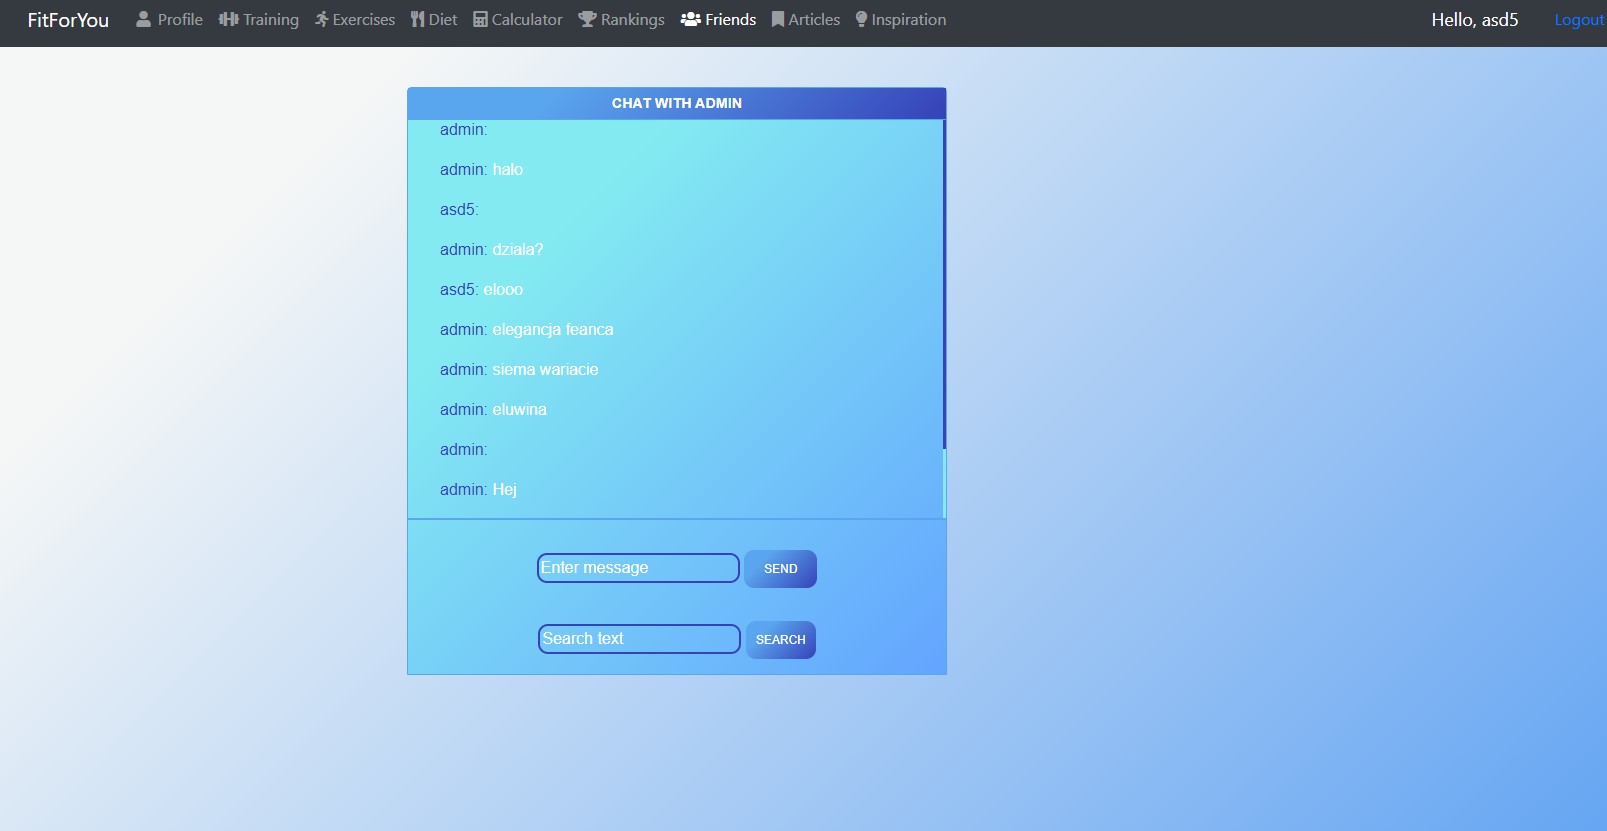 FitForYou Profile Training Exercises Diet Calculator Rankings Friends Articles Inspiration Hello, asd5 Logout
CHAT WITH ADMIN
admin:
admin: halo
asd5:
admin: dziala?
asd5: elooo
admin: elegancja feanca
admin: siema wariacie
admin: eluwina
admin:
admin: Hej
Enter message SEND
Search text SEARCH